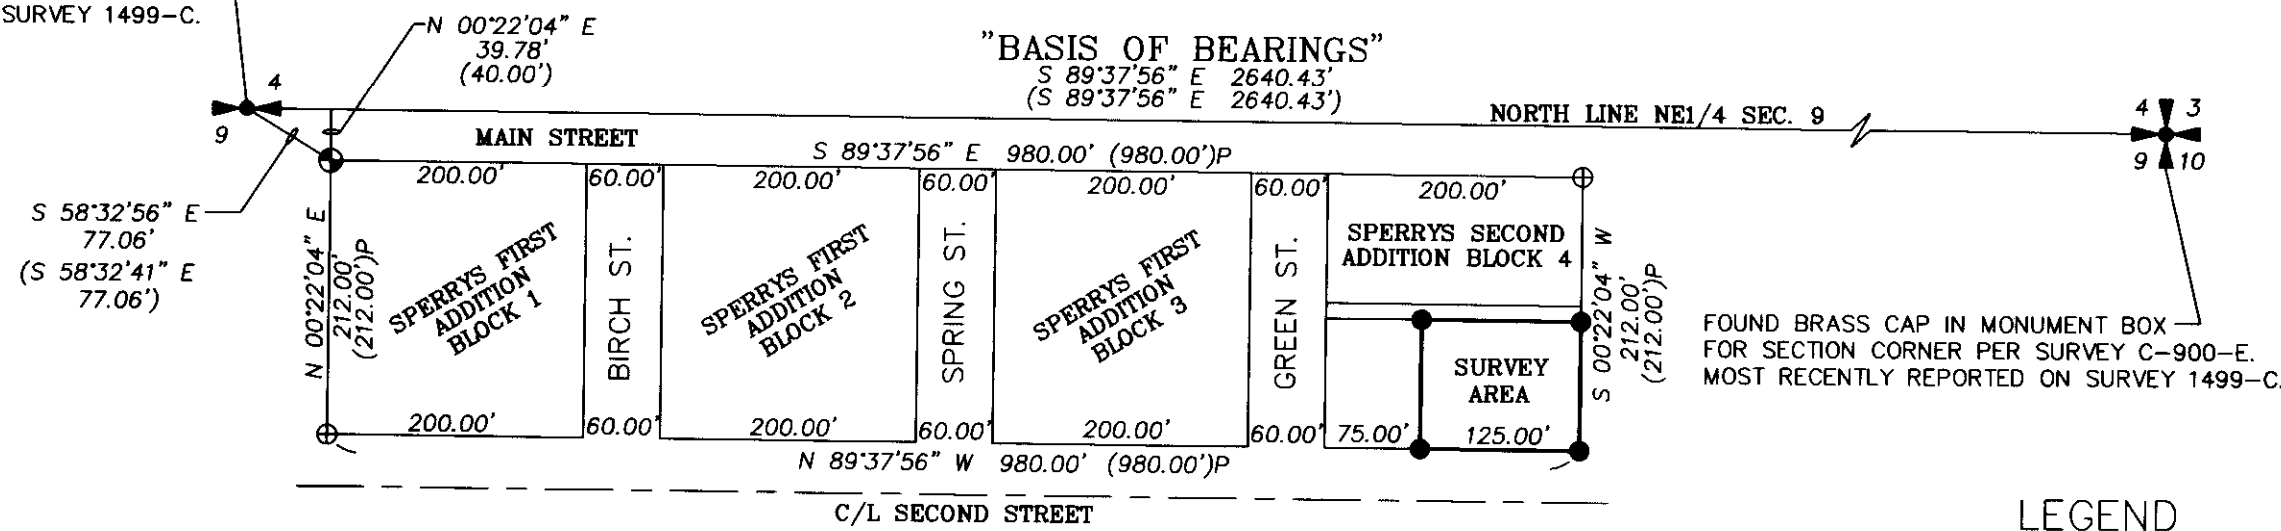 SURVEY 1499-C.
N 00°22'04" E
39.78'
(40.00')
"BASIS OF BEARINGS"
S 89°37'56" E 2640.43'
(S 89°37'56" E 2640.43')
4
9
NORTH LINE NE1/4 SEC. 9
4 3
9 10
MAIN STREET
S 89°37'56" E 980.00' (980.00')P
200.00' 60.00' 200.00' 60.00' 200.00' 60.00' 200.00'
S 58°32'56" E
77.06'
(S 58°32'41" E
77.06')
N 00°22'04" E
212.00'
(212.00')P
SPERRYS FIRST
ADDITION
BLOCK 1
BIRCH ST.
SPERRYS FIRST
ADDITION
BLOCK 2
SPRING ST.
SPERRYS FIRST
ADDITION
BLOCK 3
GREEN ST.
SPERRYS SECOND
ADDITION BLOCK 4
SURVEY
AREA
S 00°22'04" W
212.00'
(212.00')P
FOUND BRASS CAP IN MONUMENT BOX
FOR SECTION CORNER PER SURVEY C-900-E.
MOST RECENTLY REPORTED ON SURVEY 1499-C.
200.00' 60.00' 200.00' 60.00' 200.00' 60.00' 75.00' 125.00'
N 89°37'56" W 980.00' (980.00')P
C/L SECOND STREET
LEGEND